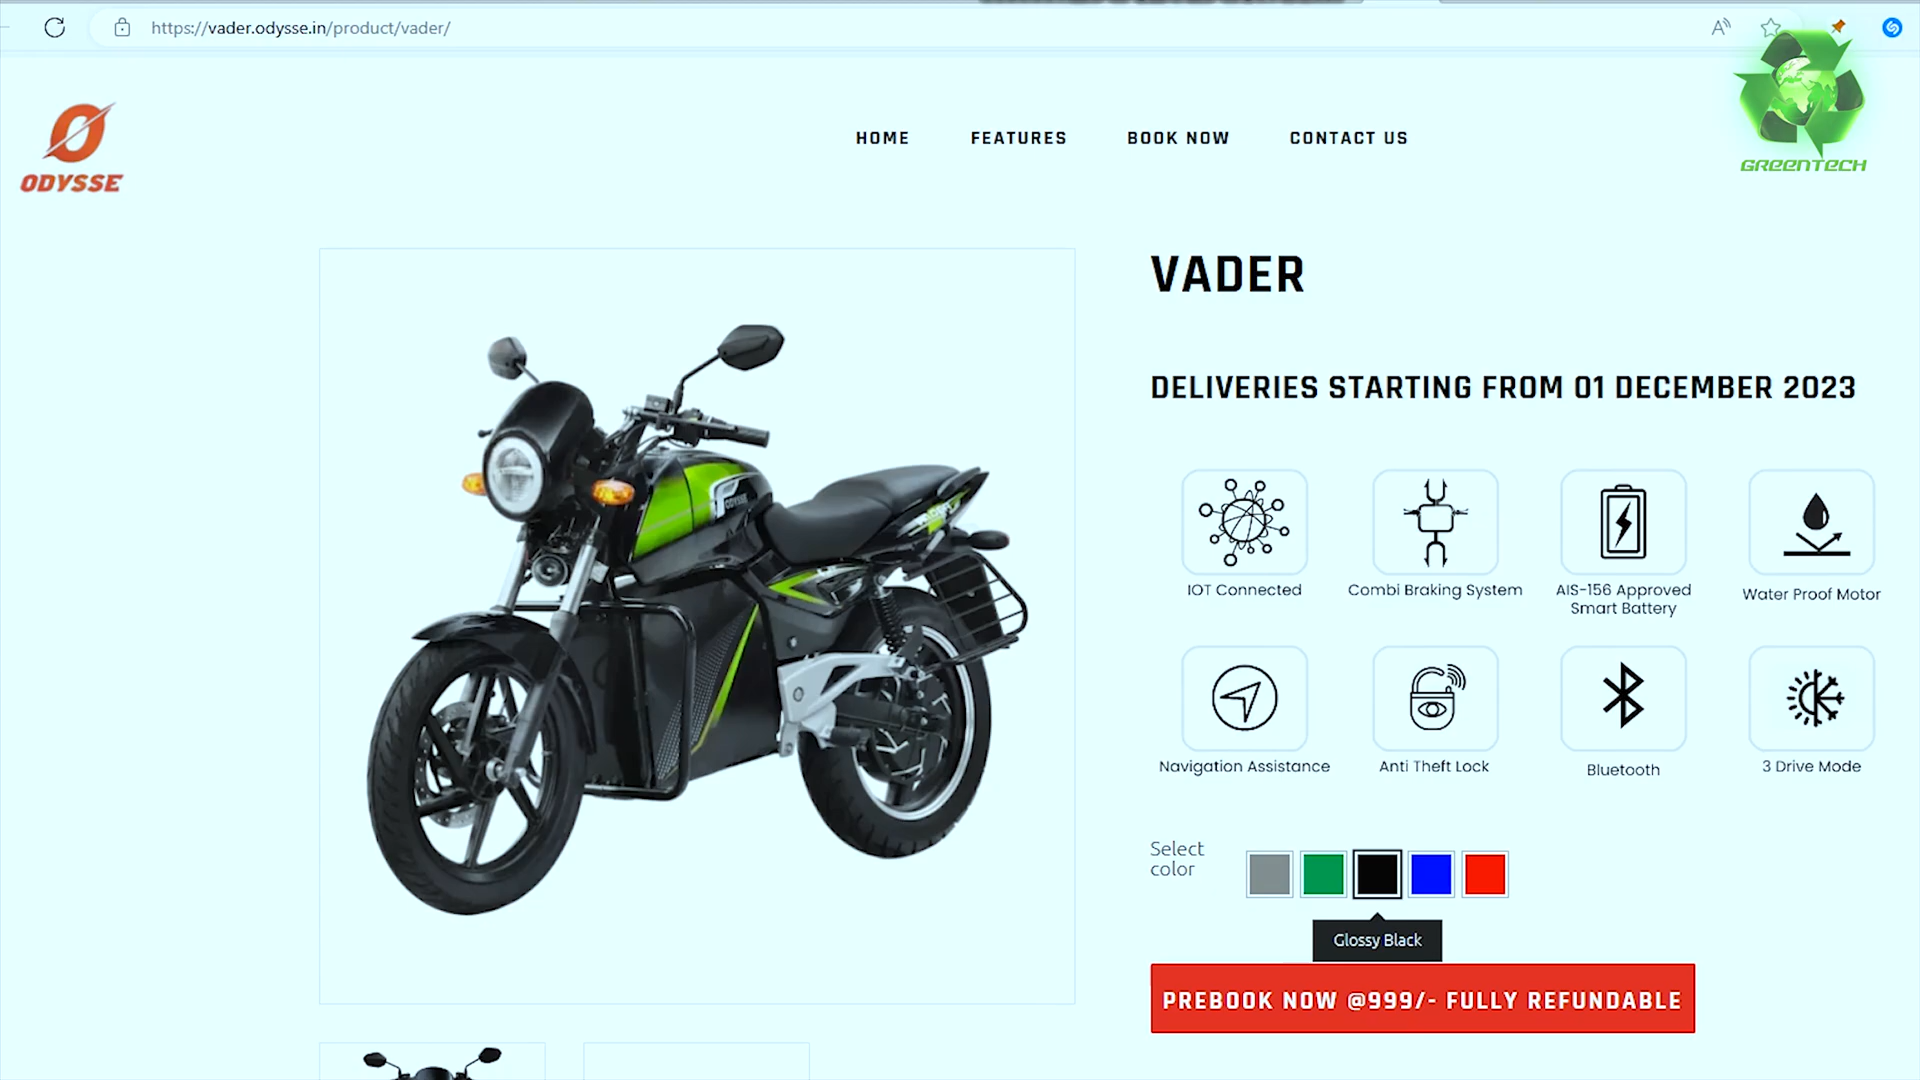 https://vader.odysse.in/product/vader/
ODYSSE
HOME FEATURES BOOK NOW CONTACT US
GREENTECH
VADER
DELIVERIES STARTING FROM 01 DECEMBER 2023
ODYSSE
IOT Connected
Combi Braking System
AIS-156 Approved
Smart Battery
Water Proof Motor
Navigation Assistance
Anti Theft Lock
Bluetooth
3 Drive Mode
Select
color
Glossy Black
PREBOOK NOW @999/- FULLY REFUNDABLE